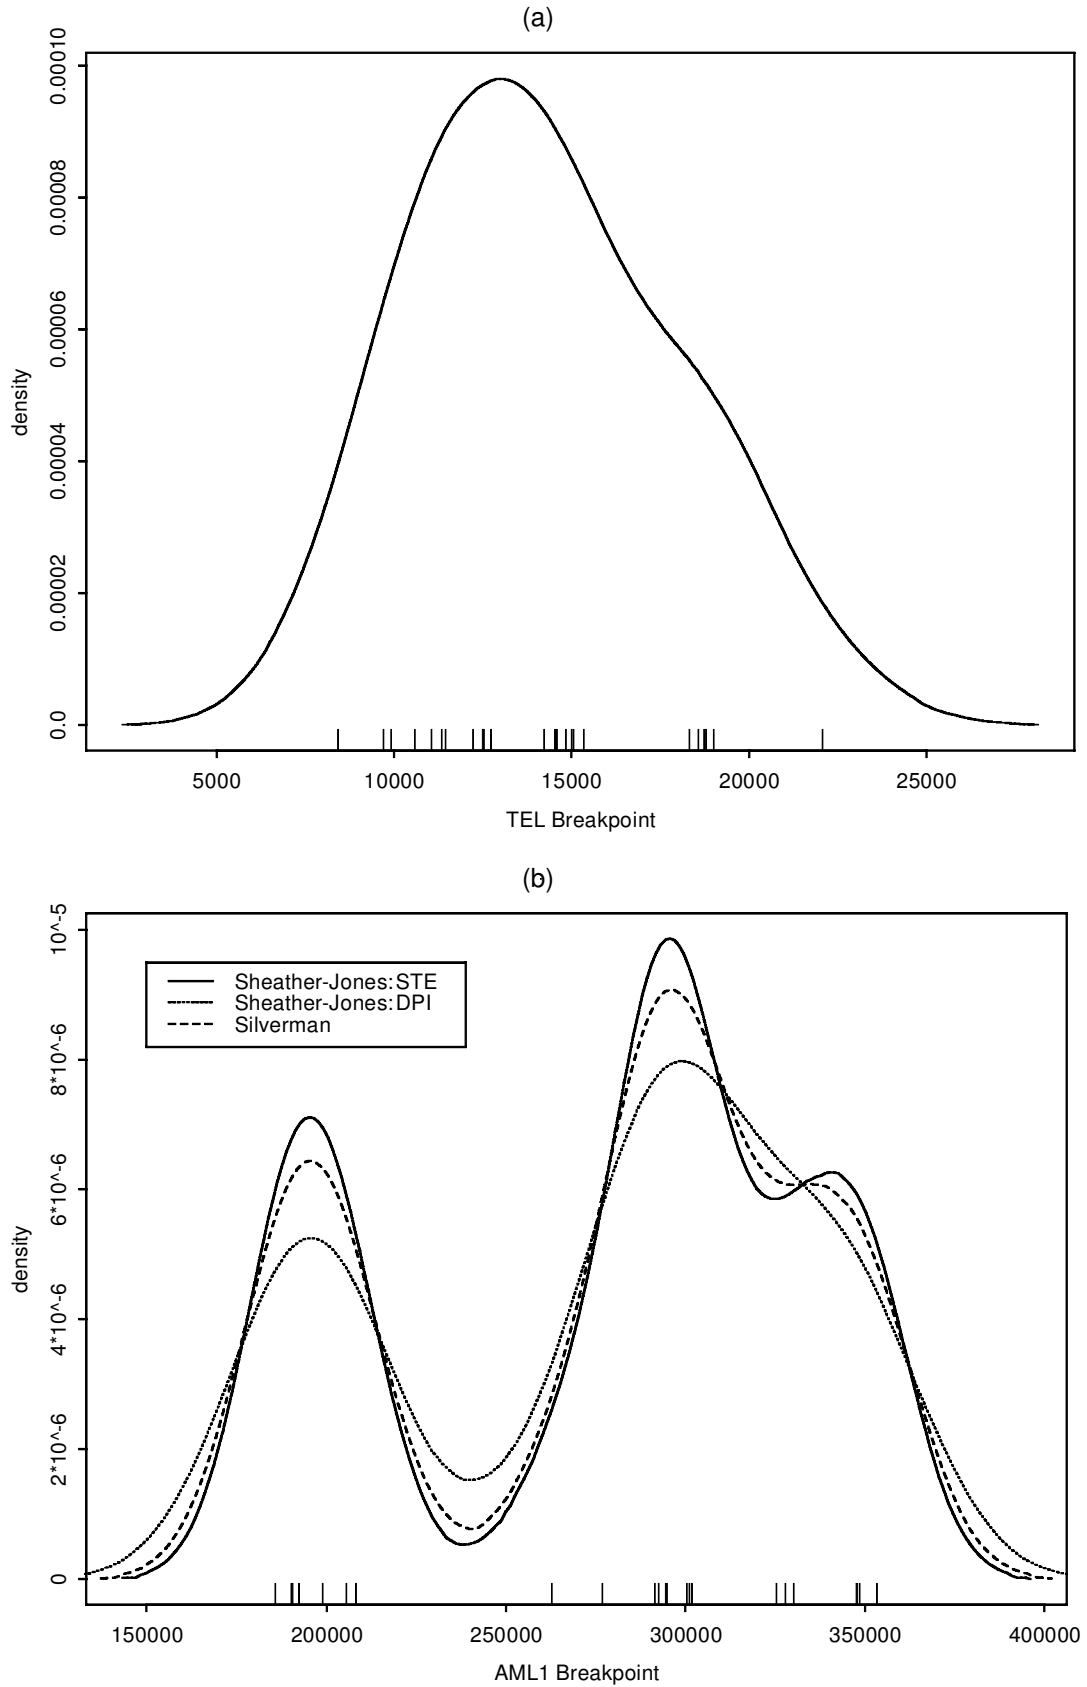 (a)
0.00010
0.00008
0.00006
0.00004
0.00002
0.0
density
5000 10000 15000 20000 25000
TEL Breakpoint
(b)
10^-5
8*10^-6
6*10^-6
4*10^-6
2*10^-6
0
density
Sheather-Jones:STE
Sheather-Jones:DPI
Silverman
150000 200000 250000 300000 350000 400000
AML1 Breakpoint